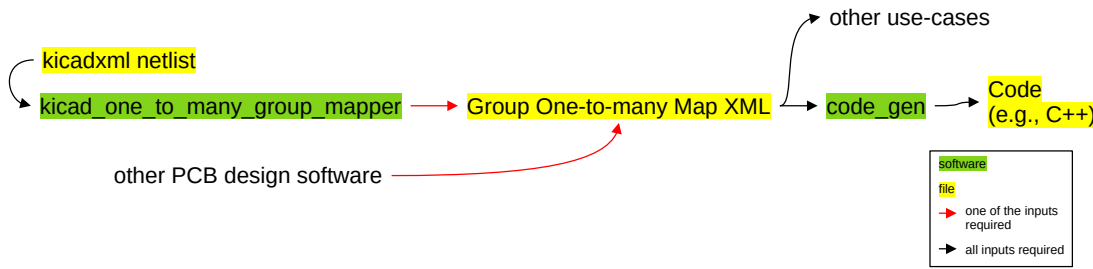 other use-cases
kicadxml netlist
kicad_one_to_many_group_mapper
Group One-to-many Map XML
code_gen
Code
(e.g., C++)
other PCB design software
software
file
one of the inputs
required
all inputs required